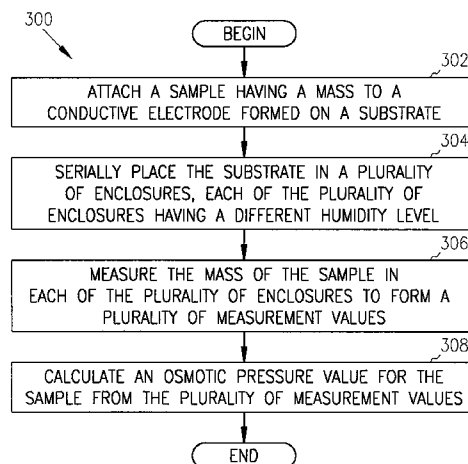 300
BEGIN
302
ATTACH A SAMPLE HAVING A MASS TO A
CONDUCTIVE ELECTRODE FORMED ON A SUBSTRATE
304
SERIALLY PLACE THE SUBSTRATE IN A PLURALITY
OF ENCLOSURES, EACH OF THE PLURALITY OF
ENCLOSURES HAVING A DIFFERENT HUMIDITY LEVEL
306
MEASURE THE MASS OF THE SAMPLE IN
EACH OF THE PLURALITY OF ENCLOSURES TO FORM A
PLURALITY OF MEASUREMENT VALUES
308
CALCULATE AN OSMOTIC PRESSURE VALUE FOR THE
SAMPLE FROM THE PLURALITY OF MEASUREMENT VALUES
END